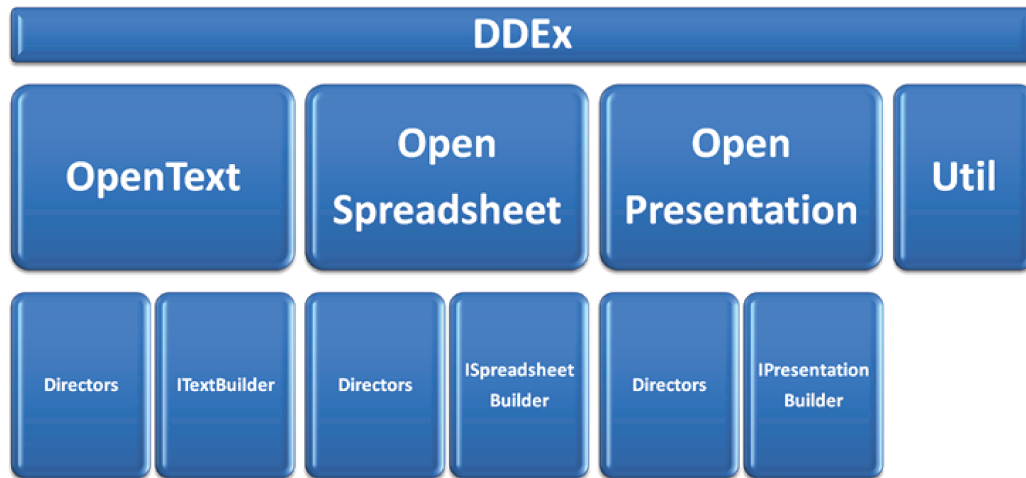 DDEx
OpenText
Open
Spreadsheet
Open
Presentation
Util
Directors
ITextBuilder
Directors
ISpreadsheet
Builder
Directors
IPresentation
Builder